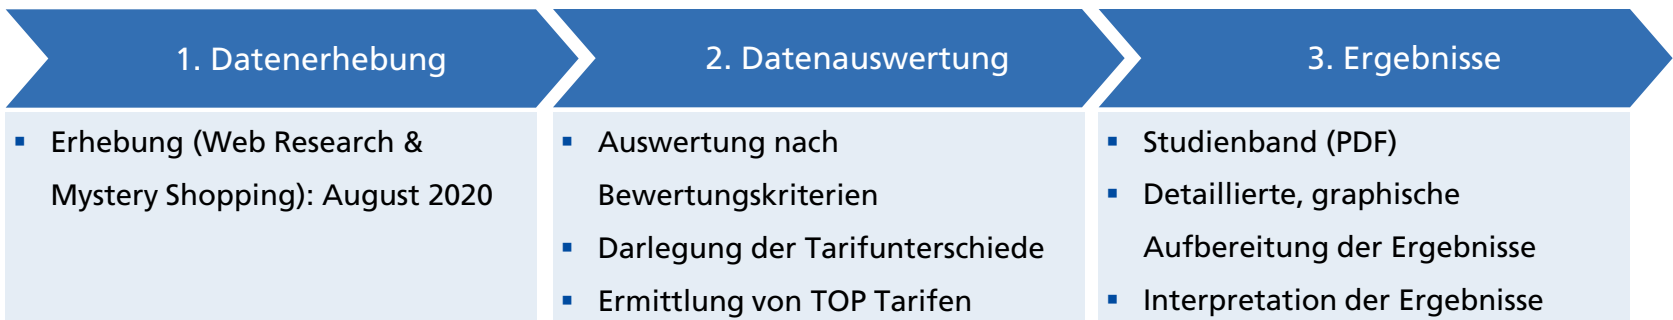 1. Datenerhebung
▪ Erhebung (Web Research &
Mystery Shopping): August 2020
2. Datenauswertung
▪ Auswertung nach
Bewertungskriterien
▪ Darlegung der Tarifunterschiede
▪ Ermittlung von TOP Tarifen
3. Ergebnisse
▪ Studienband (PDF)
▪ Detaillierte, graphische
Aufbereitung der Ergebnisse
▪ Interpretation der Ergebnisse